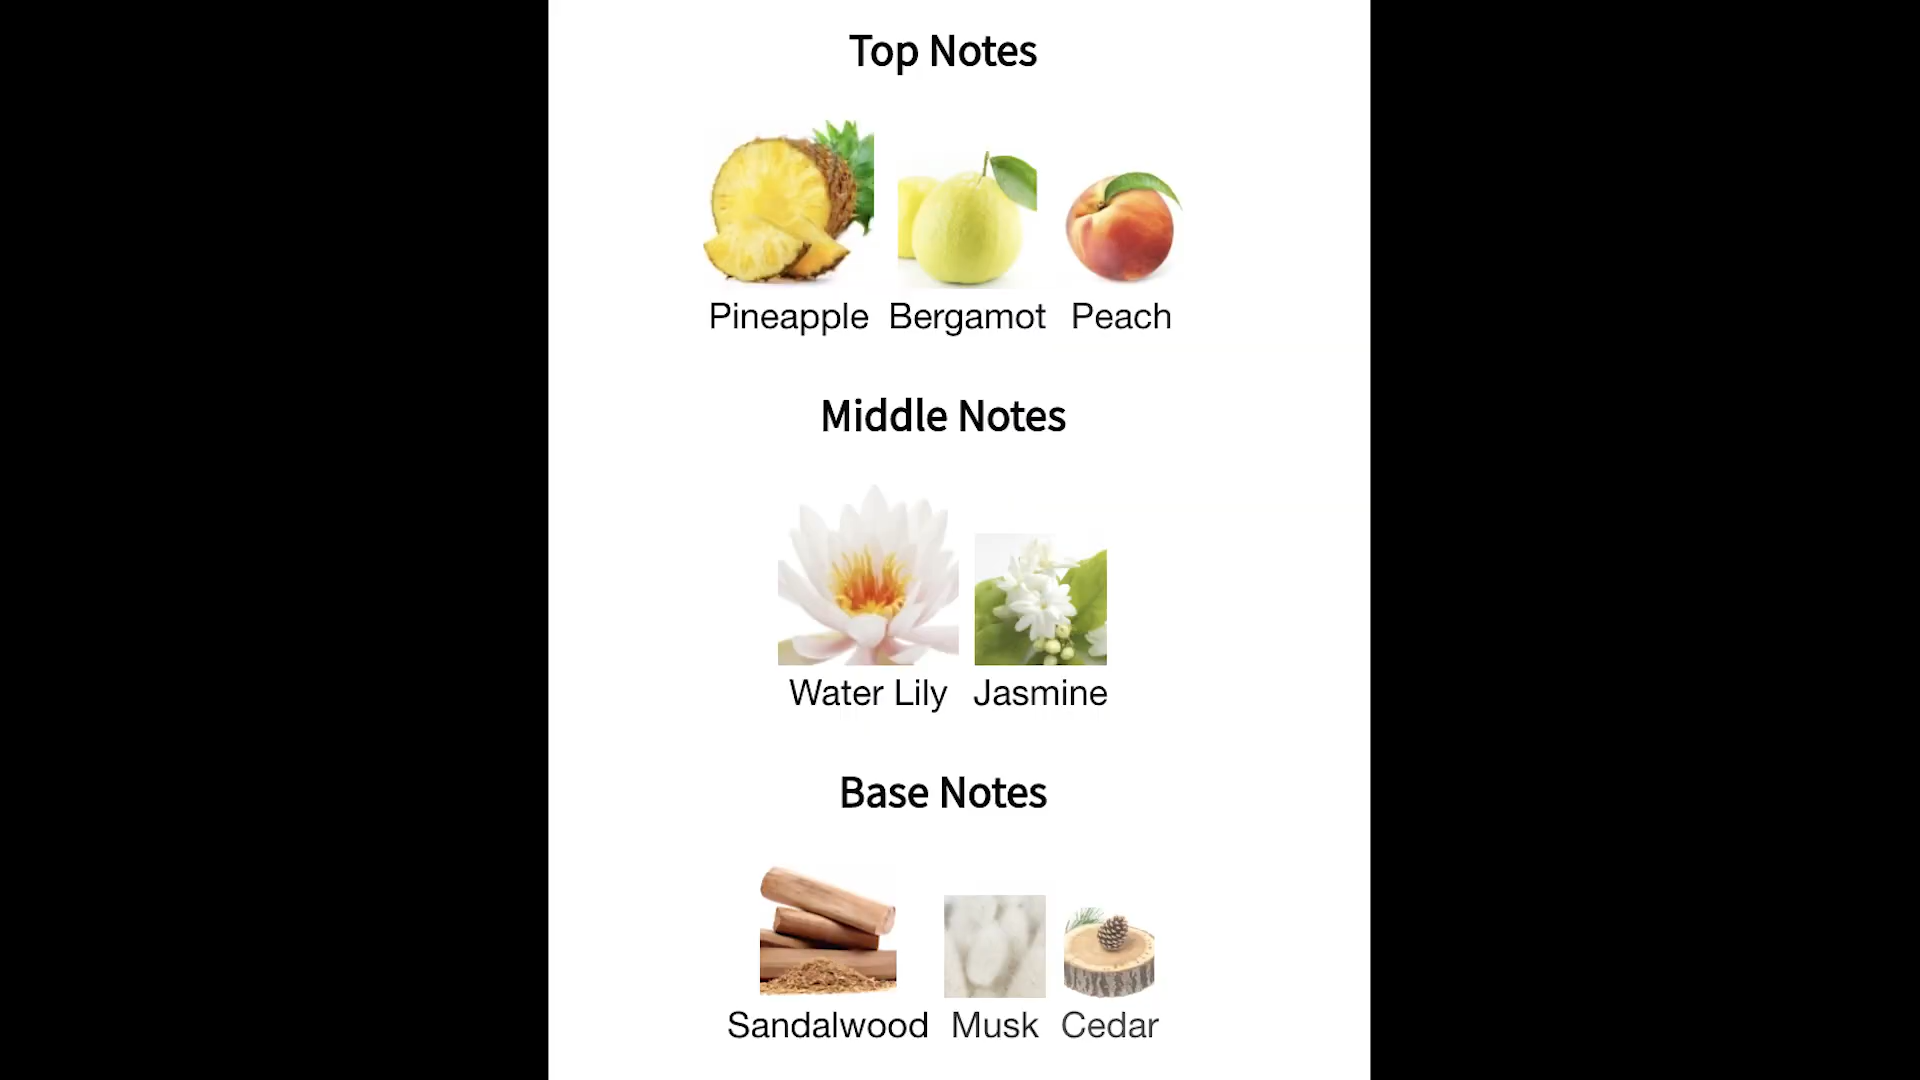 Top Notes
Pineapple Bergamot Peach
Middle Notes
Water Lily Jasmine
Base Notes
Sandalwood Musk Cedar